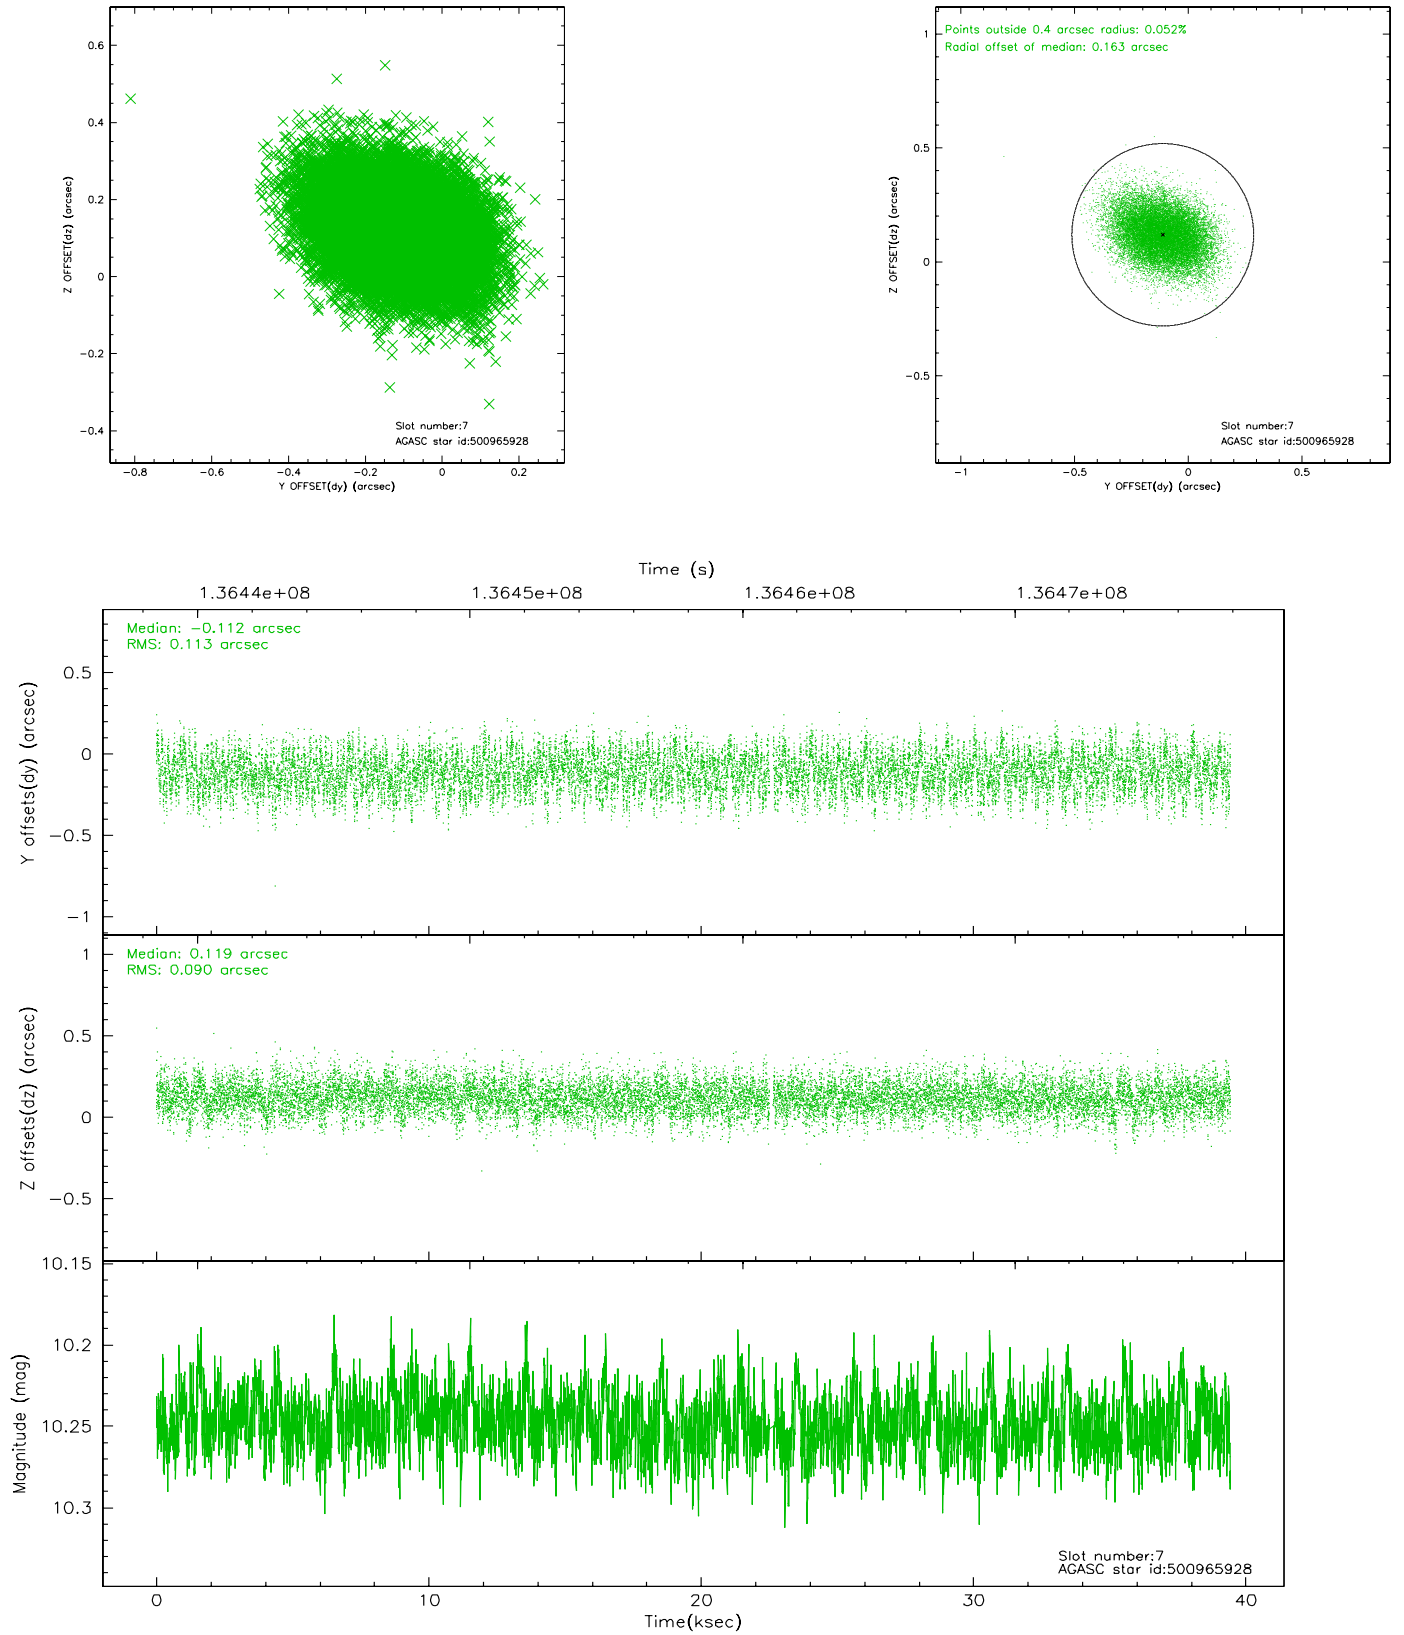 0.6
0.4
0.2
0
−0.2
−0.4
Z OFFSET(dz) (arcsec)
Slot number:7
AGASC star id:500965928
−0.8 −0.6 −0.4 −0.2 0 0.2
Y OFFSET(dy) (arcsec)
Points outside 0.4 arcsec radius: 0.052%
Radial offset of median: 0.163 arcsec
1
0.5
0
−0.5
Z OFFSET(dz) (arcsec)
Slot number:7
AGASC star id:500965928
−1 −0.5 0 0.5
Y OFFSET(dy) (arcsec)
Time (s)
1.3644e+08 1.3645e+08 1.3646e+08 1.3647e+08
Median: −0.112 arcsec
RMS: 0.113 arcsec
0.5
0
−0.5
−1
Y offsets(dy) (arcsec)
Median: 0.119 arcsec
RMS: 0.090 arcsec
1
0.5
0
−0.5
Z offsets(dz) (arcsec)
10.15
10.2
10.25
10.3
Magnitude (mag)
Slot number:7
AGASC star id:500965928
0 10 20 30 40
Time(ksec)